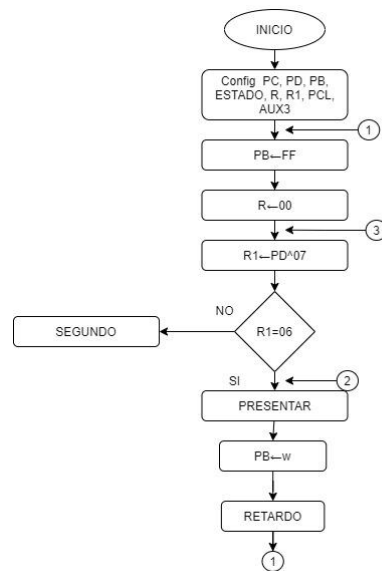 INICIO
Config PC, PD, PB,
ESTADO, R, R1, PCL,
AUX3
1
PB←FF
R←00
3
R1←PD^07
NO
SEGUNDO
R1=06
SI
2
PRESENTAR
PB←w
RETARDO
1